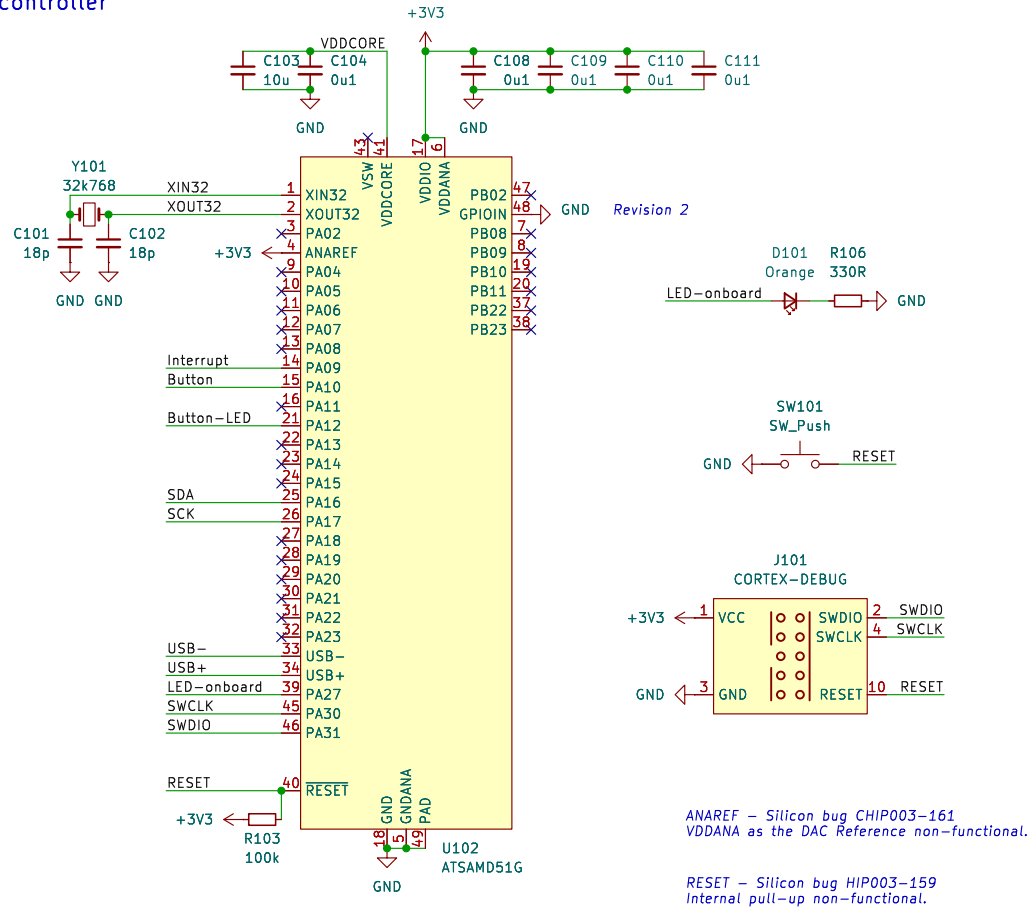 controller
+3V3
VDDCORE
C103
10u
C104
0u1
C108
0u1
C109
0u1
C110
0u1
C111
0u1
GND
GND
43
41
17
6
VSW
VDDCORE
VDDIO
VDDANA
Y101
32k768
XIN32
XOUT32
C101
18p
C102
18p
GND
GND
+3V3
1 XIN32
2 XOUT32
3 PA02
4 ANAREF
9 PA04
10 PA05
11 PA06
12 PA07
13 PA08
Interrupt 14 PA09
Button 15 PA10
16 PA11
Button-LED 21 PA12
22 PA13
23 PA14
24 PA15
SDA 25 PA16
SCK 26 PA17
27 PA18
28 PA19
29 PA20
30 PA21
31 PA22
32 PA23
USB- 33 USB-
USB+ 34 USB+
LED-onboard 39 PA27
SWCLK 45 PA30
SWDIO 46 PA31
RESET 40 RESET
+3V3
R103
100k
PB02 47
GPIOIN 48 GND
PB08 7
PB09 8
PB10 19
PB11 20
PB22 37
PB23 38
GND
GNDANA
PAD
18
5
49
GND
U102
ATSAMD51G
Revision 2
D101
Orange
R106
330R
LED-onboard
GND
SW101
SW_Push
GND
RESET
J101
CORTEX-DEBUG
+3V3 1 VCC
SWDIO 2 SWDIO
SWCLK 4 SWCLK
GND 3 GND
RESET 10 RESET
ANAREF - Silicon bug CHIP003-161
VDDANA as the DAC Reference non-functional.
RESET - Silicon bug HIP003-159
Internal pull-up non-functional.